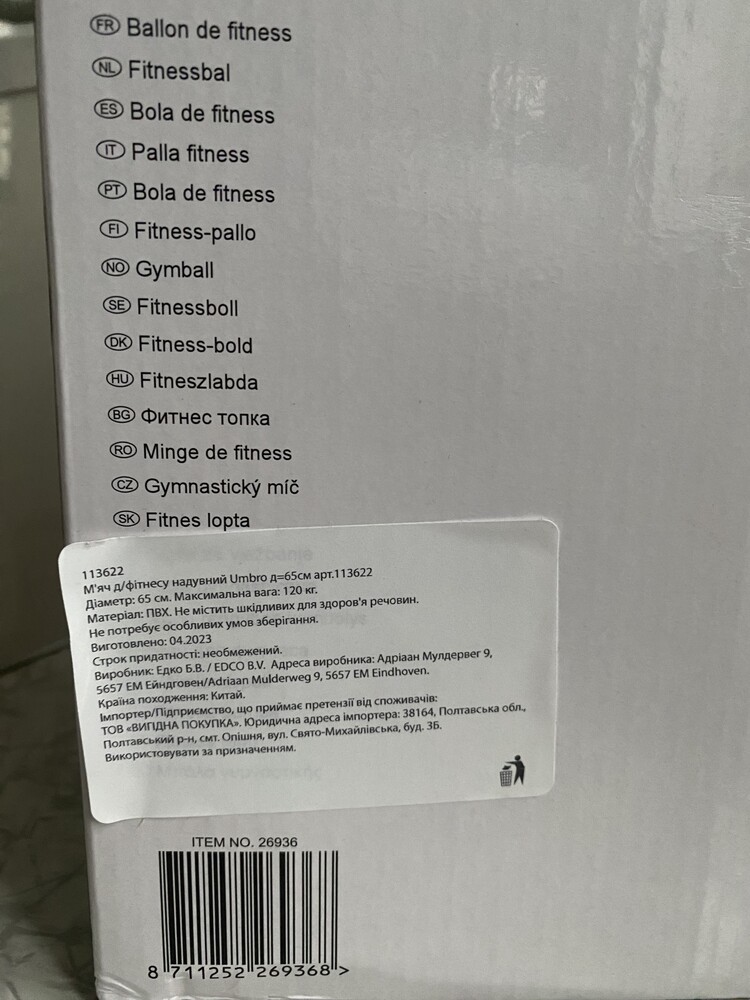 FR Ballon de fitness
NL Fitnessbal
ES Bola de fitness
IT Palla fitness
PT Bola de fitness
FI Fitness-pallo
NO Gymball
SE Fitnessboll
DK Fitness-bold
HU Fitneszlabda
BG Фитнес топка
RO Minge de fitness
CZ Gymnastický míč
SK Fitnes lopta
113622
М'яч д/фітнесу надувний Umbro д=65см арт.113622
Діаметр: 65 см. Максимальна вага: 120 кг.
Матеріал: ПВХ. Не містить шкідливих для здоров'я речовин.
Не потребує особливих умов зберігання.
Виготовлено: 04.2023
Строк придатності: необмежений.
Виробник: Едко Б.В. / EDCO B.V. Адреса виробника: Адріаан Мулдервег 9,
5657 EM Ейндговен/Adriaan Mulderweg 9, 5657 EM Eindhoven.
Країна походження: Китай.
Імпортер/Підприємство, що приймає претензії від споживачів:
ТОВ «ВИГІДНА ПОКУПКА». Юридична адреса імпортера: 38164, Полтавська обл.,
Полтавський р-н, смт. Опішня, вул. Свято-Михайлівська, буд. 3Б.
Використовувати за призначенням.
ITEM NO. 26936
8 711252 269368 >